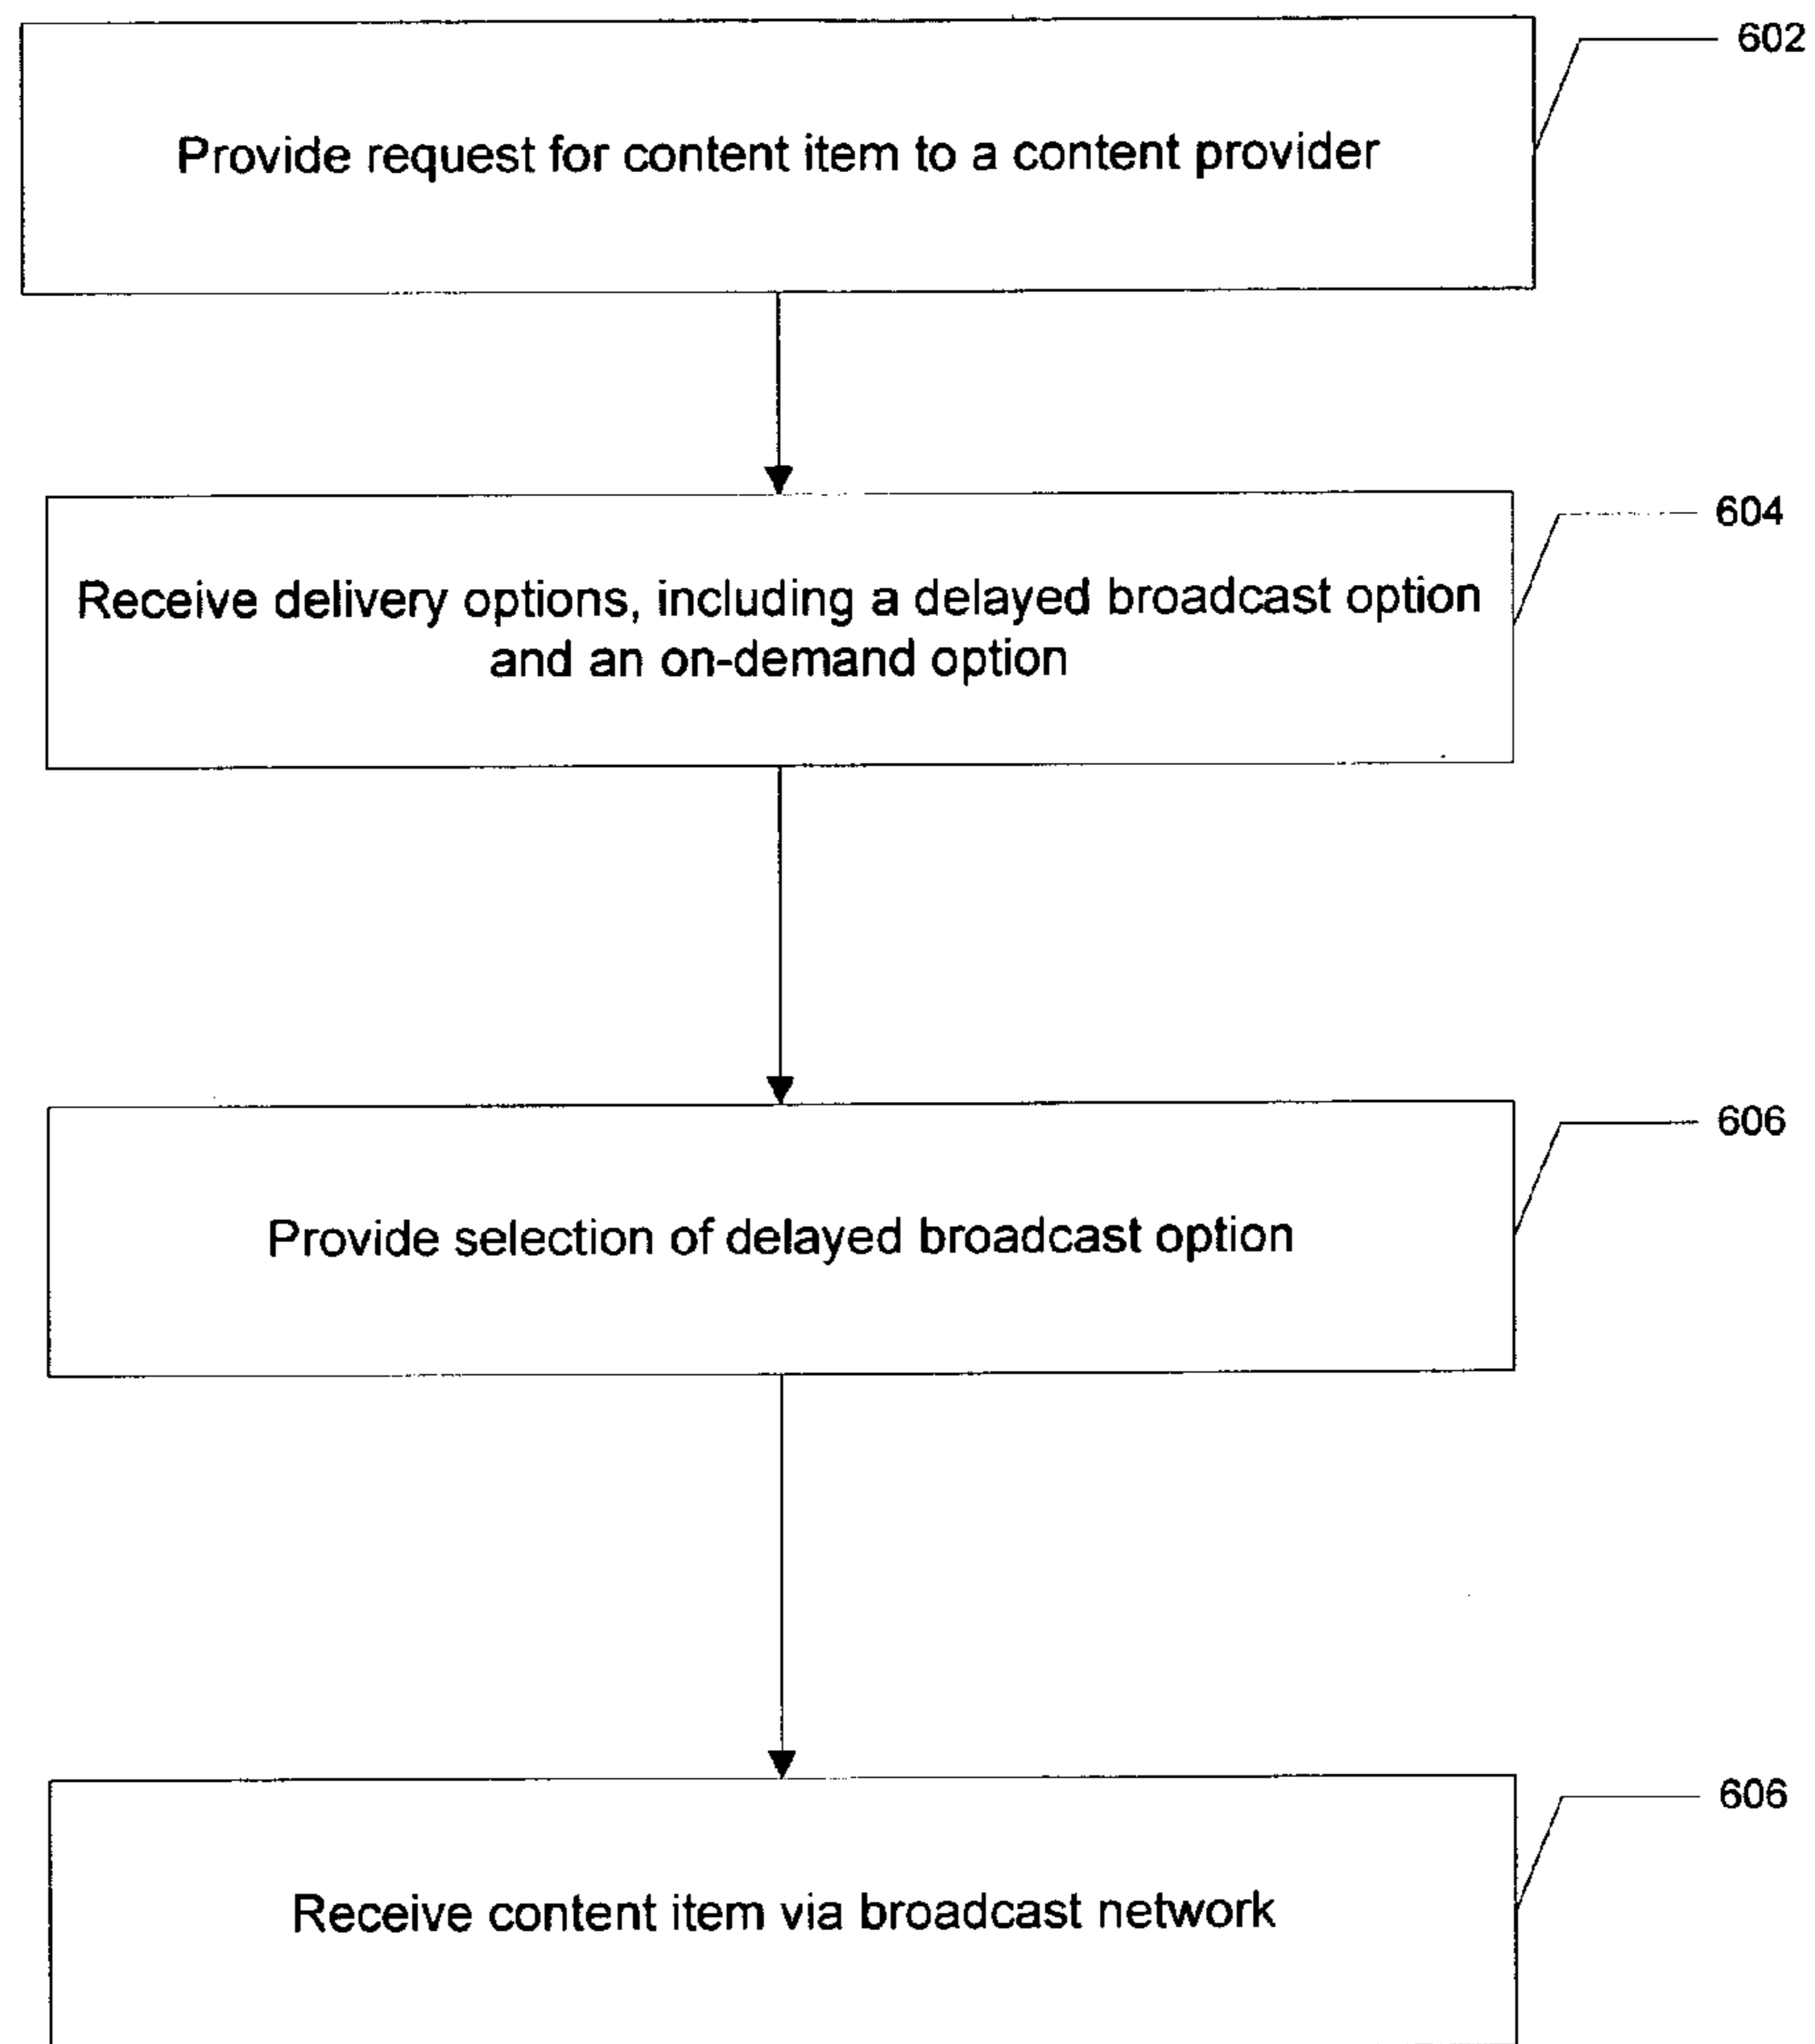 602
Provide request for content item to a content provider
604
Receive delivery options, including a delayed broadcast option
and an on-demand option
606
Provide selection of delayed broadcast option
606
Receive content item via broadcast network